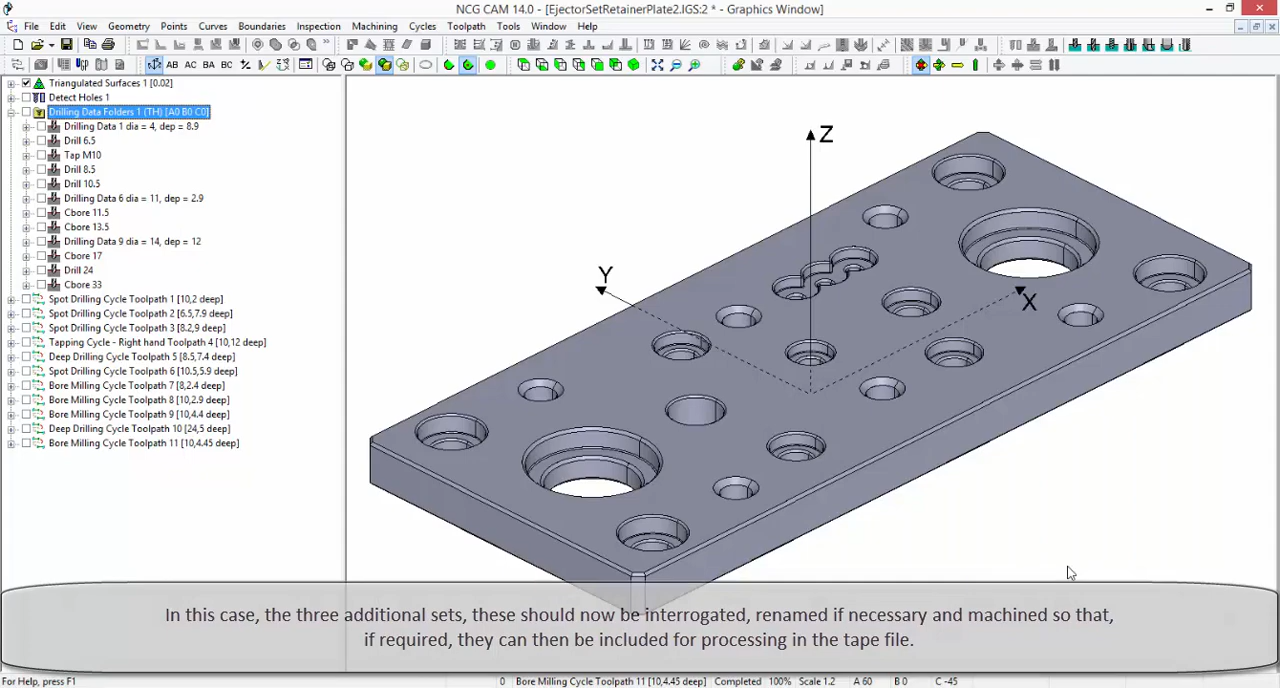 NCG CAM 14.0 - [EjectorSetRetainerPlate2.IGS:2 * - Graphics Window]
File Edit View Geometry Points Curves Boundaries Inspection Machining Cycles Toolpath Tools Window Help
AB AC BA BC
Triangulated Surfaces 1 [0.02]
Detect Holes 1
Drilling Data Folders 1 (TH) [A0 B0 C0]
Drilling Data 1 dia = 4, dep = 8.9
Drill 6.5
Tap M10
Drill 8.5
Drill 10.5
Drilling Data 6 dia = 11, dep = 2.9
Cbore 11.5
Cbore 13.5
Drilling Data 9 dia = 14, dep = 12
Cbore 17
Drill 24
Cbore 33
Spot Drilling Cycle Toolpath 1 [10,2 deep]
Spot Drilling Cycle Toolpath 2 [6.5,7.9 deep]
Spot Drilling Cycle Toolpath 3 [8.2,9 deep]
Tapping Cycle - Right hand Toolpath 4 [10,12 deep]
Deep Drilling Cycle Toolpath 5 [8.5,7.4 deep]
Spot Drilling Cycle Toolpath 6 [10.5,5.9 deep]
Bore Milling Cycle Toolpath 7 [8,2.4 deep]
Bore Milling Cycle Toolpath 8 [10,2.9 deep]
Bore Milling Cycle Toolpath 9 [10,4.4 deep]
Deep Drilling Cycle Toolpath 10 [24,5 deep]
Bore Milling Cycle Toolpath 11 [10,4.45 deep]
Z
Y
X
In this case, the three additional sets, these should now be interrogated, renamed if necessary and machined so that,
if required, they can then be included for processing in the tape file.
For Help, press F1 0 Bore Milling Cycle Toolpath 11 [10,4.45 deep] Completed 100% Scale 1.2 A 60 B 0 C -45